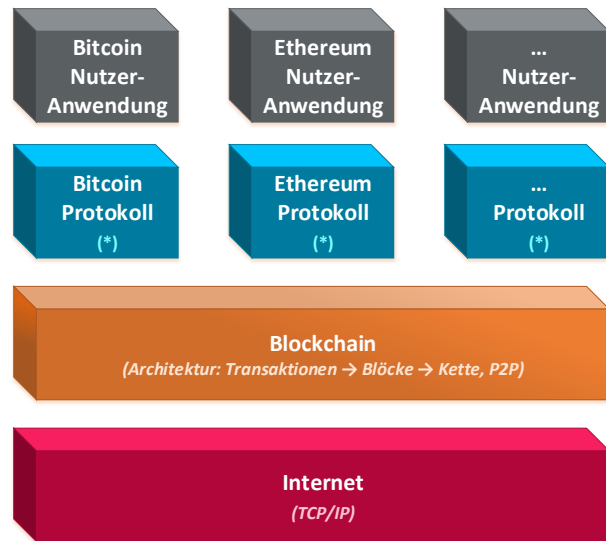 Bitcoin
Nutzer-
Anwendung
Ethereum
Nutzer-
Anwendung
...
Nutzer-
Anwendung
Bitcoin
Protokoll
(*)
Ethereum
Protokoll
(*)
...
Protokoll
(*)
Blockchain
(Architektur: Transaktionen → Blöcke → Kette, P2P)
Internet
(TCP/IP)